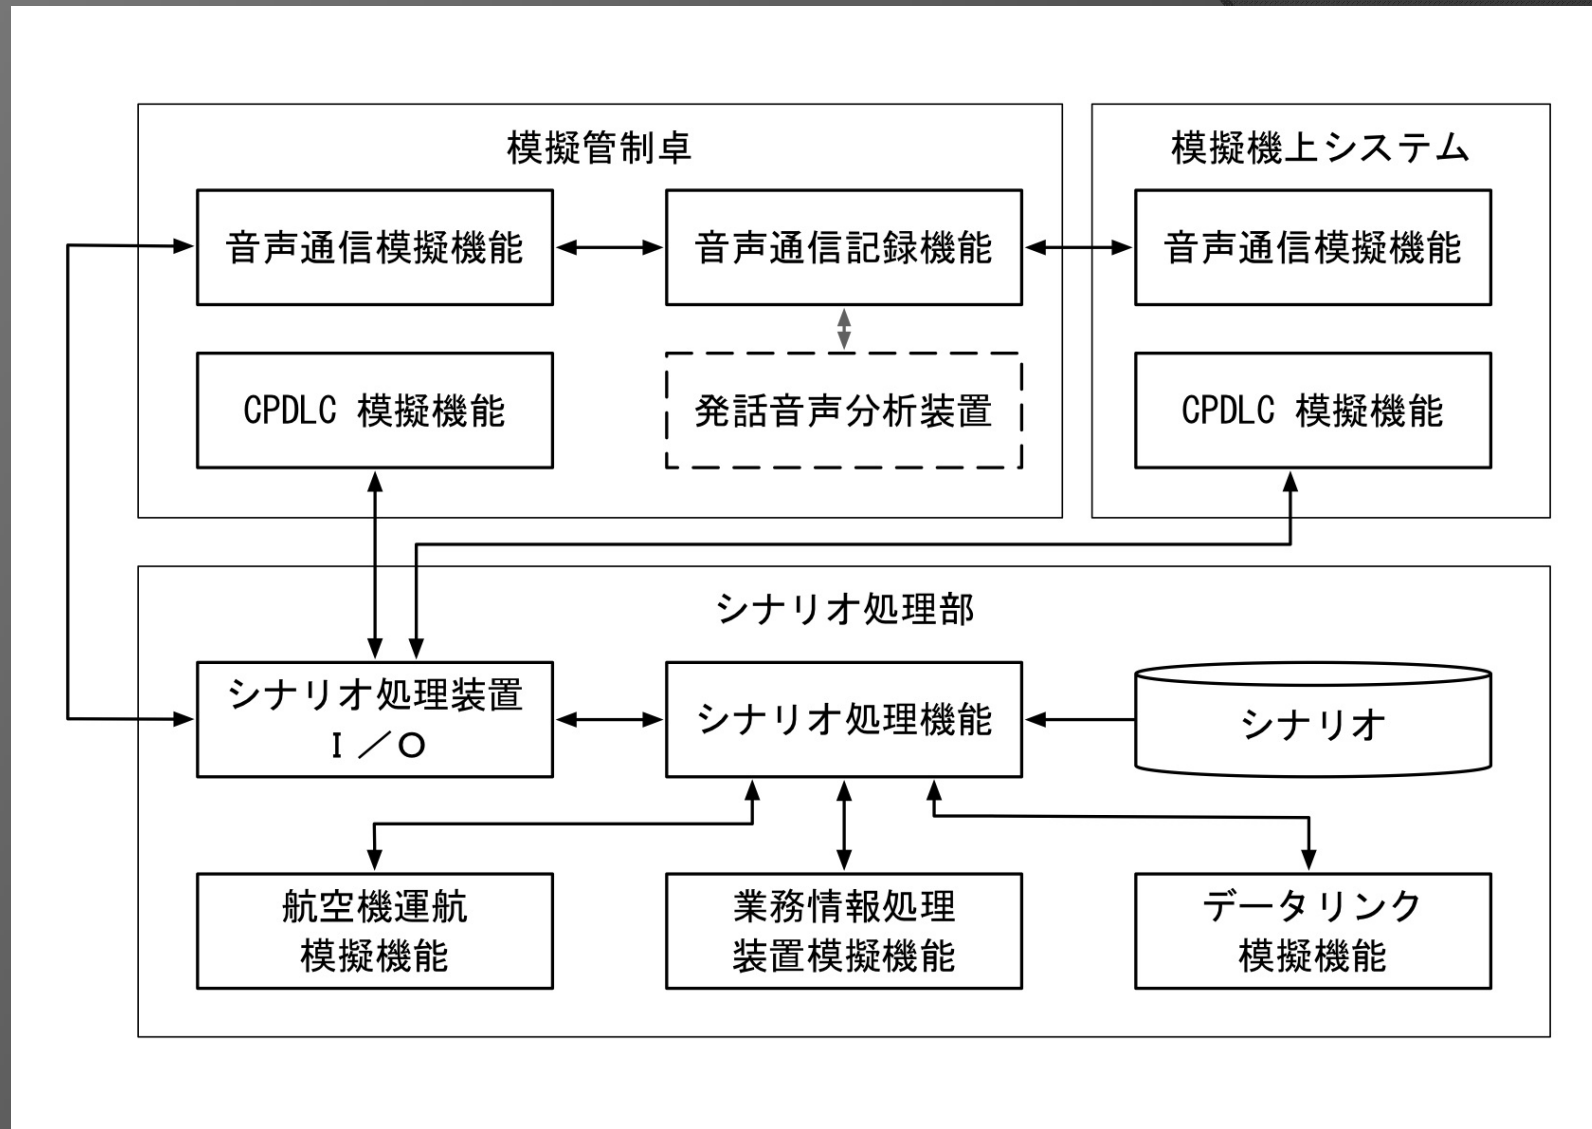 模擬管制卓
模擬機上システム
音声通信模擬機能
音声通信記録機能
音声通信模擬機能
CPDLC 模擬機能
発話音声分析装置
CPDLC 模擬機能
シナリオ処理部
シナリオ処理装置
Ｉ／Ｏ
シナリオ処理機能
シナリオ
航空機運航
模擬機能
業務情報処理
装置模擬機能
データリンク
模擬機能